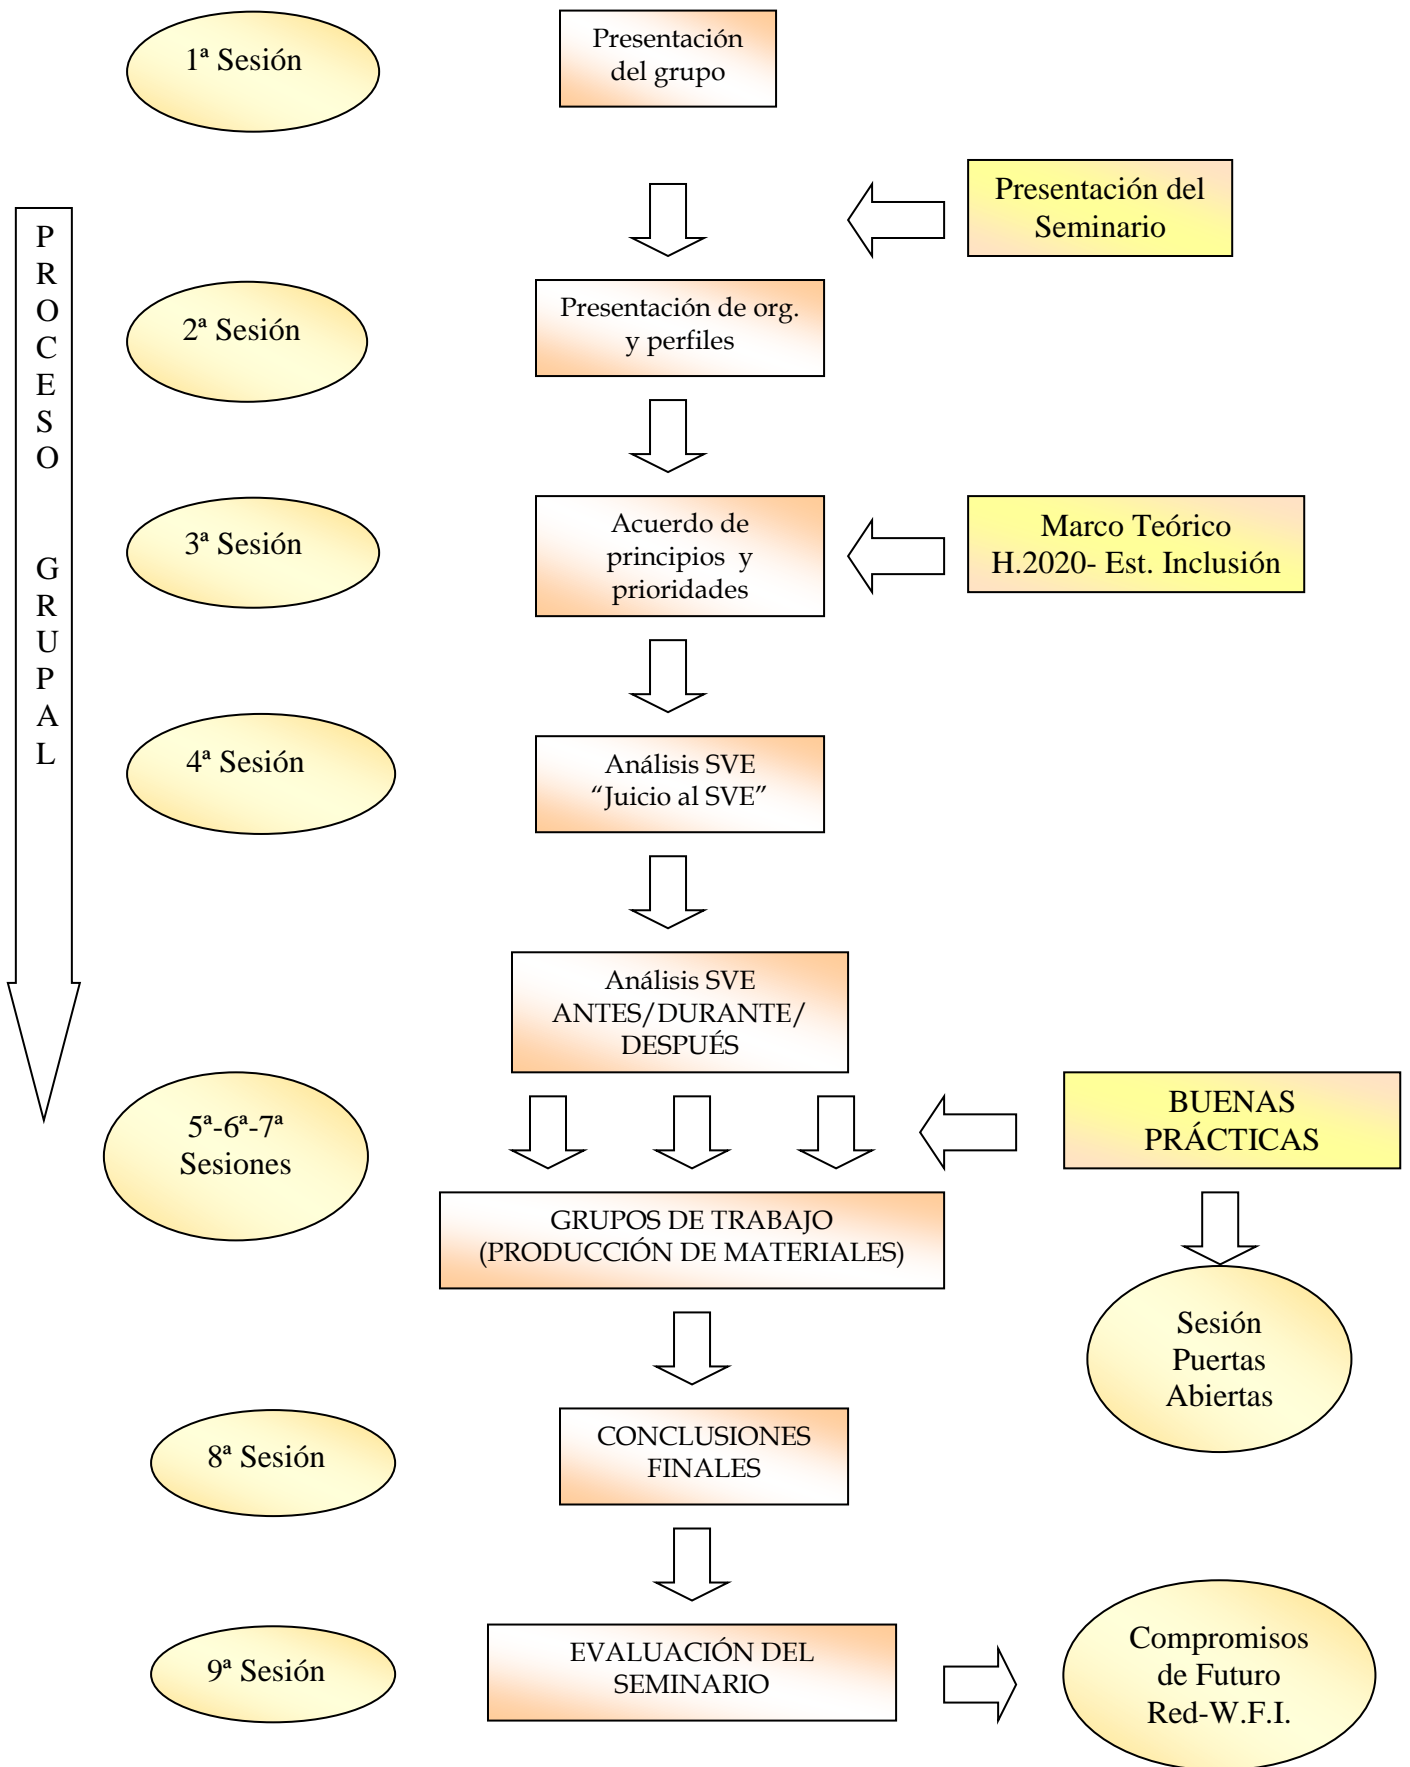 1ª Sesión
Presentación
del grupo
Presentación del
Seminario
PROCESO
GRUPAL
2ª Sesión
Presentación de org.
y perfiles
3ª Sesión
Acuerdo de
principios y
prioridades
Marco Teórico
H.2020- Est. Inclusión
4ª Sesión
Análisis SVE
“Juicio al SVE”
Análisis SVE
ANTES/DURANTE/
DESPUÉS
5ª-6ª-7ª
Sesiones
BUENAS
PRÁCTICAS
GRUPOS DE TRABAJO
(PRODUCCIÓN DE MATERIALES)
Sesión
Puertas
Abiertas
8ª Sesión
CONCLUSIONES
FINALES
9ª Sesión
EVALUACIÓN DEL
SEMINARIO
Compromisos
de Futuro
Red-W.F.I.